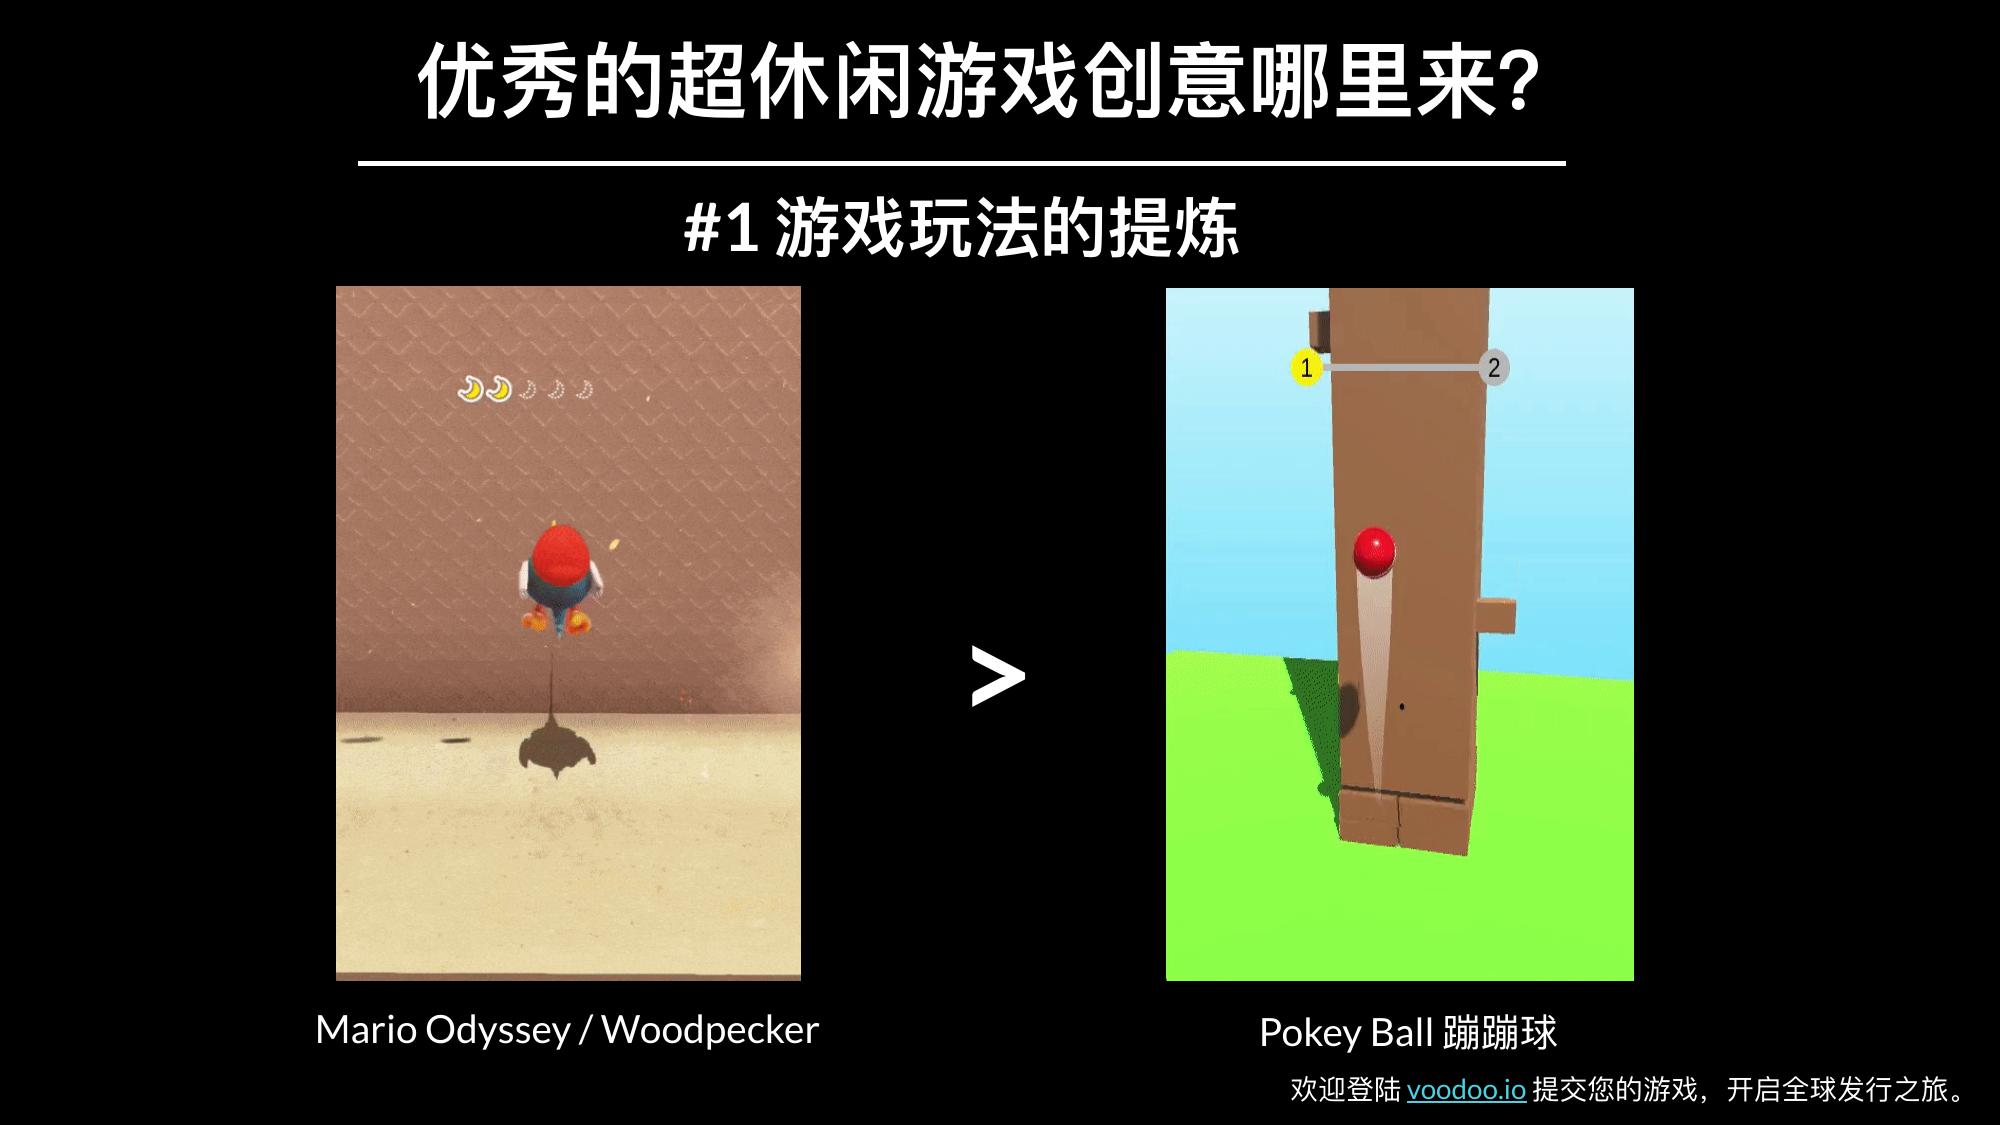 优秀的超休闲游戏创意哪里来？
#1 游戏玩法的提炼
1
2
>
Mario Odyssey / Woodpecker
Pokey Ball 蹦蹦球
欢迎登陆 voodoo.io 提交您的游戏，开启全球发行之旅。